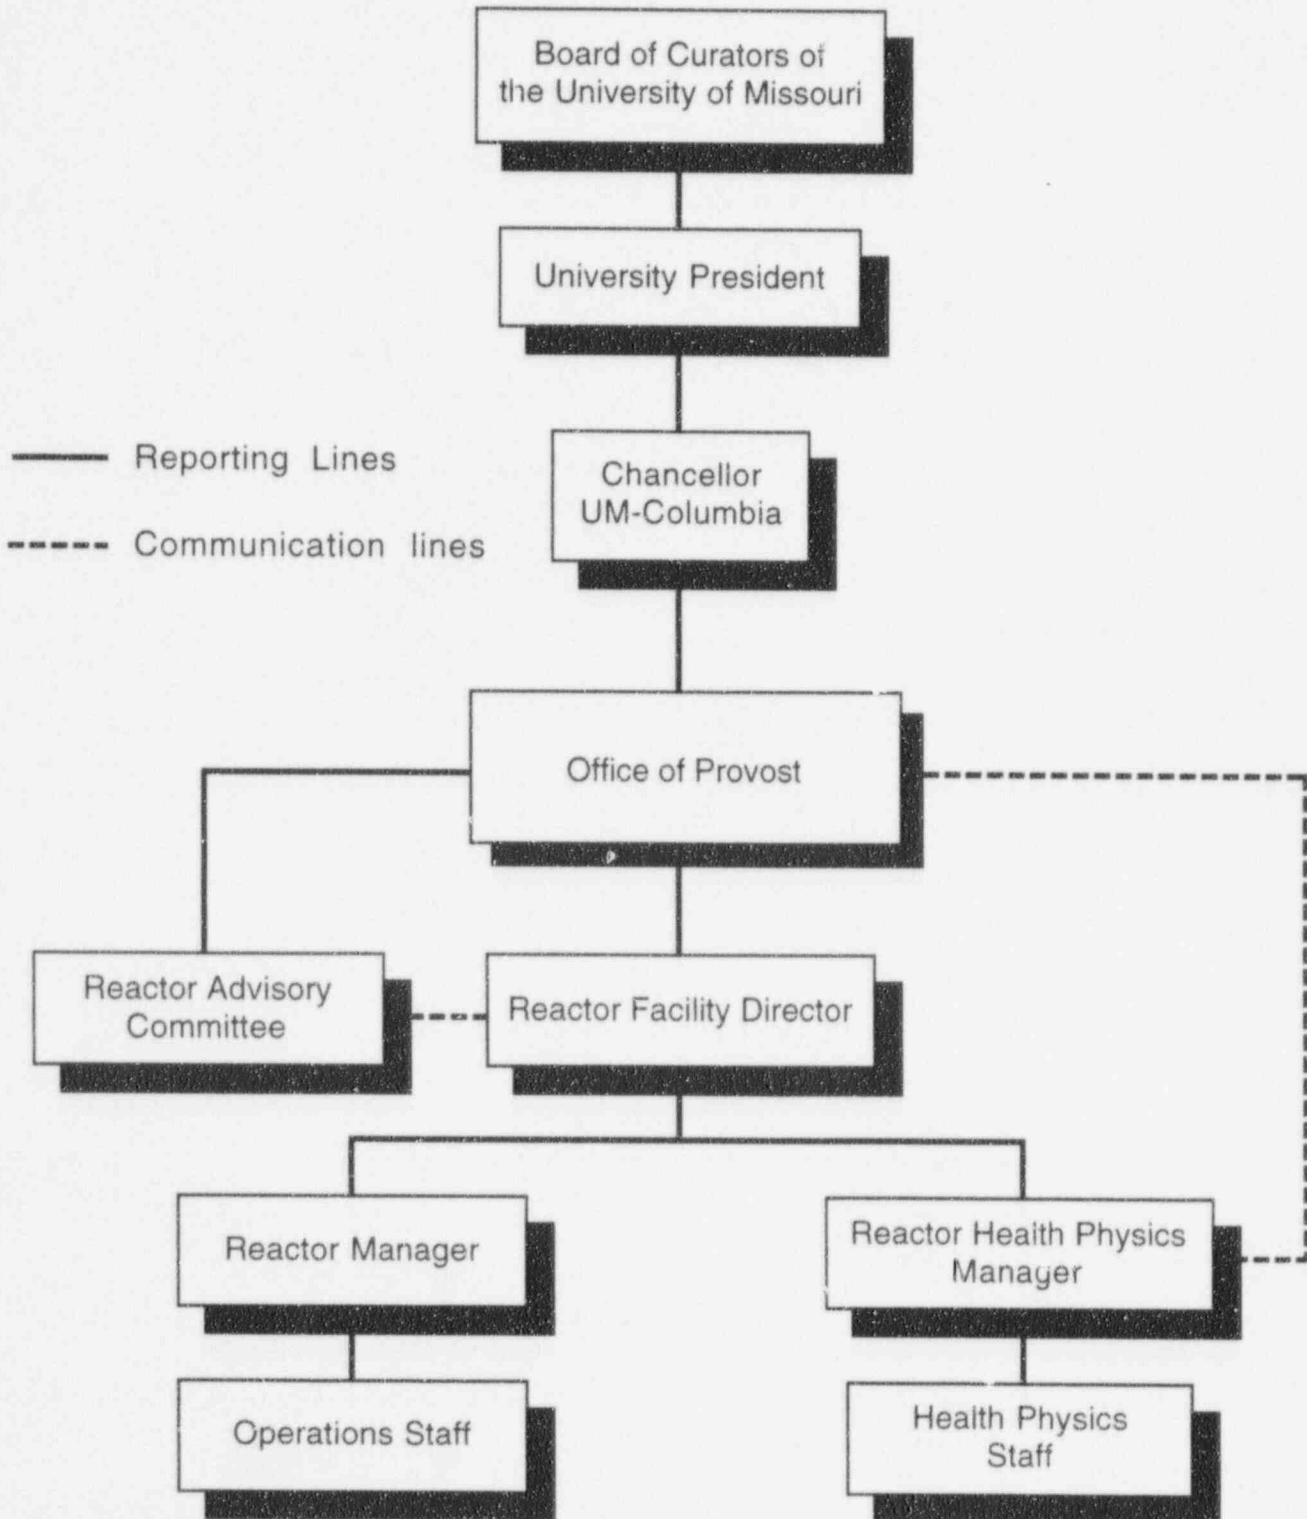 Board of Curators of
the University of Missouri
University President
Reporting Lines
Chancellor
UM-Columbia
Communication lines
Office of Provost
Reactor Advisory
Committee
Reactor Facility Director
Reactor Manager
Reactor Health Physics
Manager
Operations Staff
Health Physics
Staff